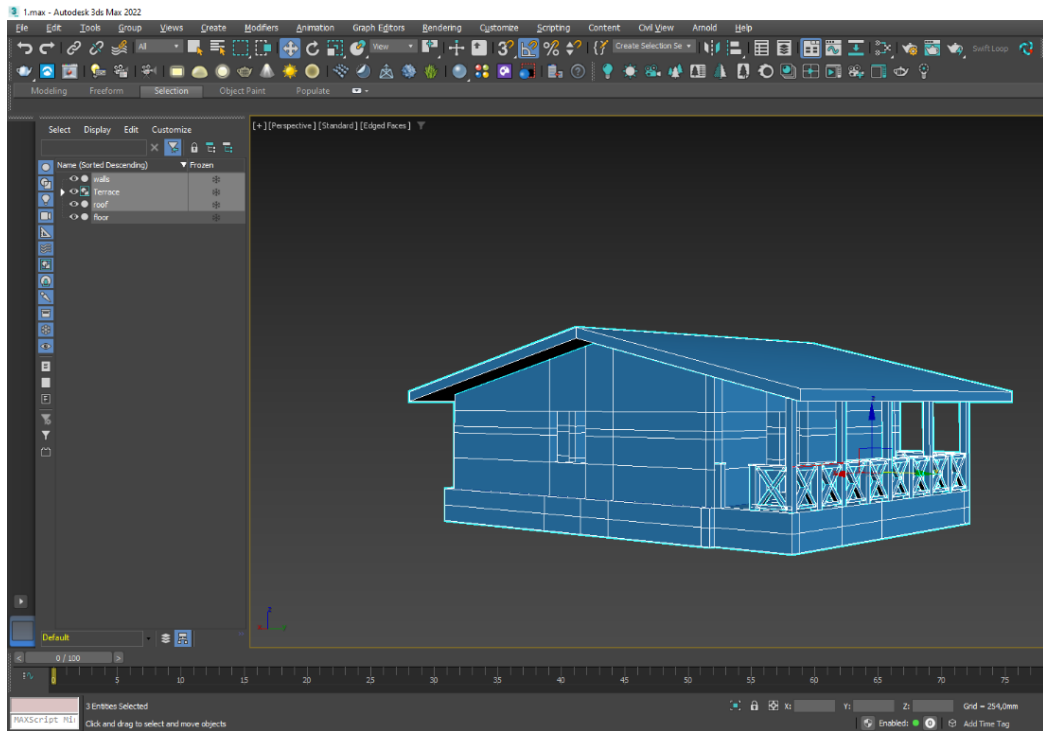 1.max - Autodesk 3ds Max 2022
File Edit Tools Group Views Create Modifiers Animation Graph Editors Rendering Customize Scripting Content Civil View Arnold Help
All View Create Selection Se Swift Loop
Modeling Freeform Selection Object Paint Populate
Select Display Edit Customize
[+] [Perspective] [Standard] [Edged Faces]
Name (Sorted Descending) Frozen
walls
Terrace
roof
floor
z
z
Default
0 / 100
0 5 10 15 20 25 30 35 40 45 50 55 60 65 70 75
3 Entities Selected X: Y: Z: Grid = 254,0mm
MAXScript Mi Click and drag to select and move objects Enabled: 0 Add Time Tag